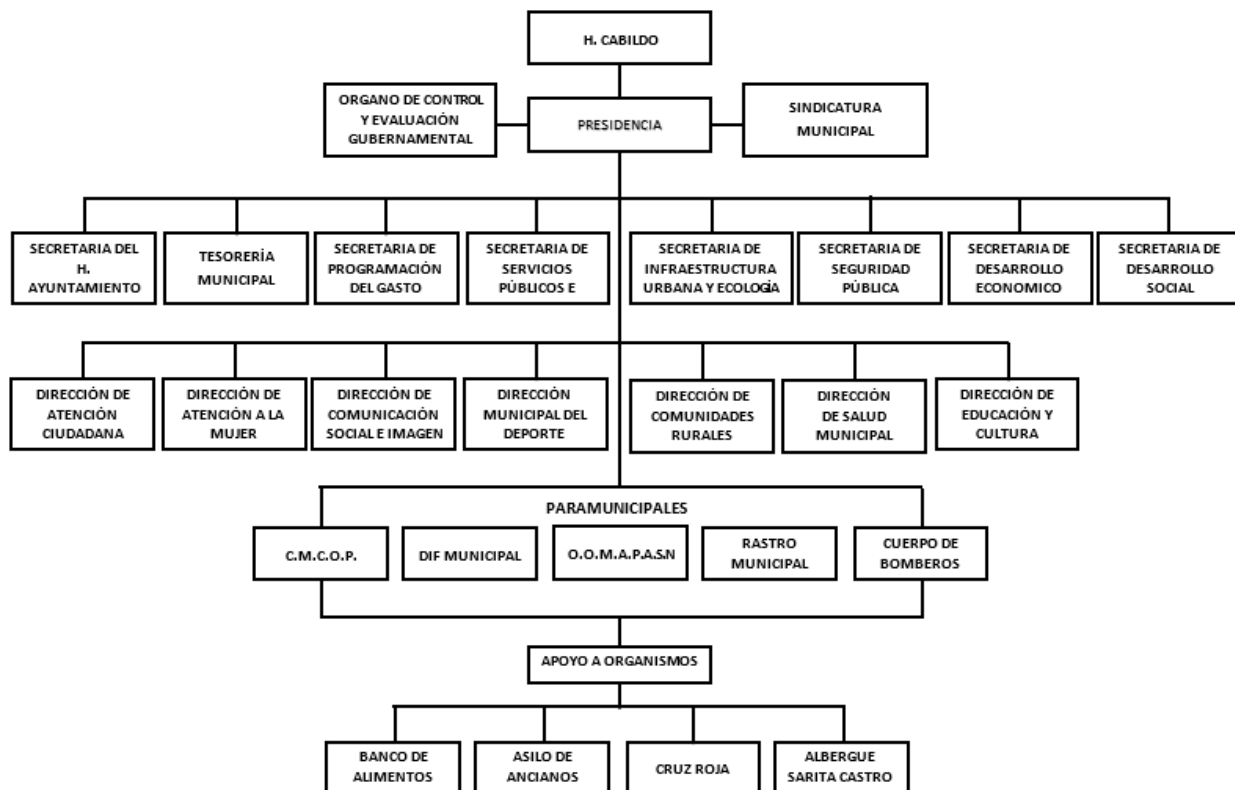 H. CABILDO
ORGANO DE CONTROL
Y EVALUACIÓN
GUBERNAMENTAL
PRESIDENCIA
SINDICATURA
MUNICIPAL
SECRETARIA DEL
H.
AYUNTAMIENTO
TESORERÍA
MUNICIPAL
SECRETARIA DE
PROGRAMACIÓN
DEL GASTO
SECRETARIA DE
SERVICIOS
PÚBLICOS E
SECRETARIA DE
INFRAESTRUCTURA
URBANA Y ECOLOGÍA
SECRETARIA DE
SEGURIDAD
PÚBLICA
SECRETARIA DE
DESARROLLO
ECONOMICO
SECRETARIA DE
DESARROLLO
SOCIAL
DIRECCIÓN DE
ATENCIÓN
CIUDADANA
DIRECCIÓN DE
ATENCIÓN A LA
MUJER
DIRECCIÓN DE
COMUNICACIÓN
SOCIAL E IMAGEN
DIRECCIÓN
MUNICIPAL DEL
DEPORTE
DIRECCIÓN DE
COMUNIDADES
RURALES
DIRECCIÓN
DE SALUD
MUNICIPAL
DIRECCIÓN DE
EDUCACIÓN Y
CULTURA
PARAMUNICIPALES
C.M.C.O.P.
DIF MUNICIPAL
O.O.M.A.P.A.S.N
RASTRO
MUNICIPAL
CUERPO DE
BOMBEROS
APOYO A ORGANISMOS
BANCO DE
ALIMENTOS
ASILO DE
ANCIANOS
CRUZ ROJA
ALBERGUE
SARITA CASTRO